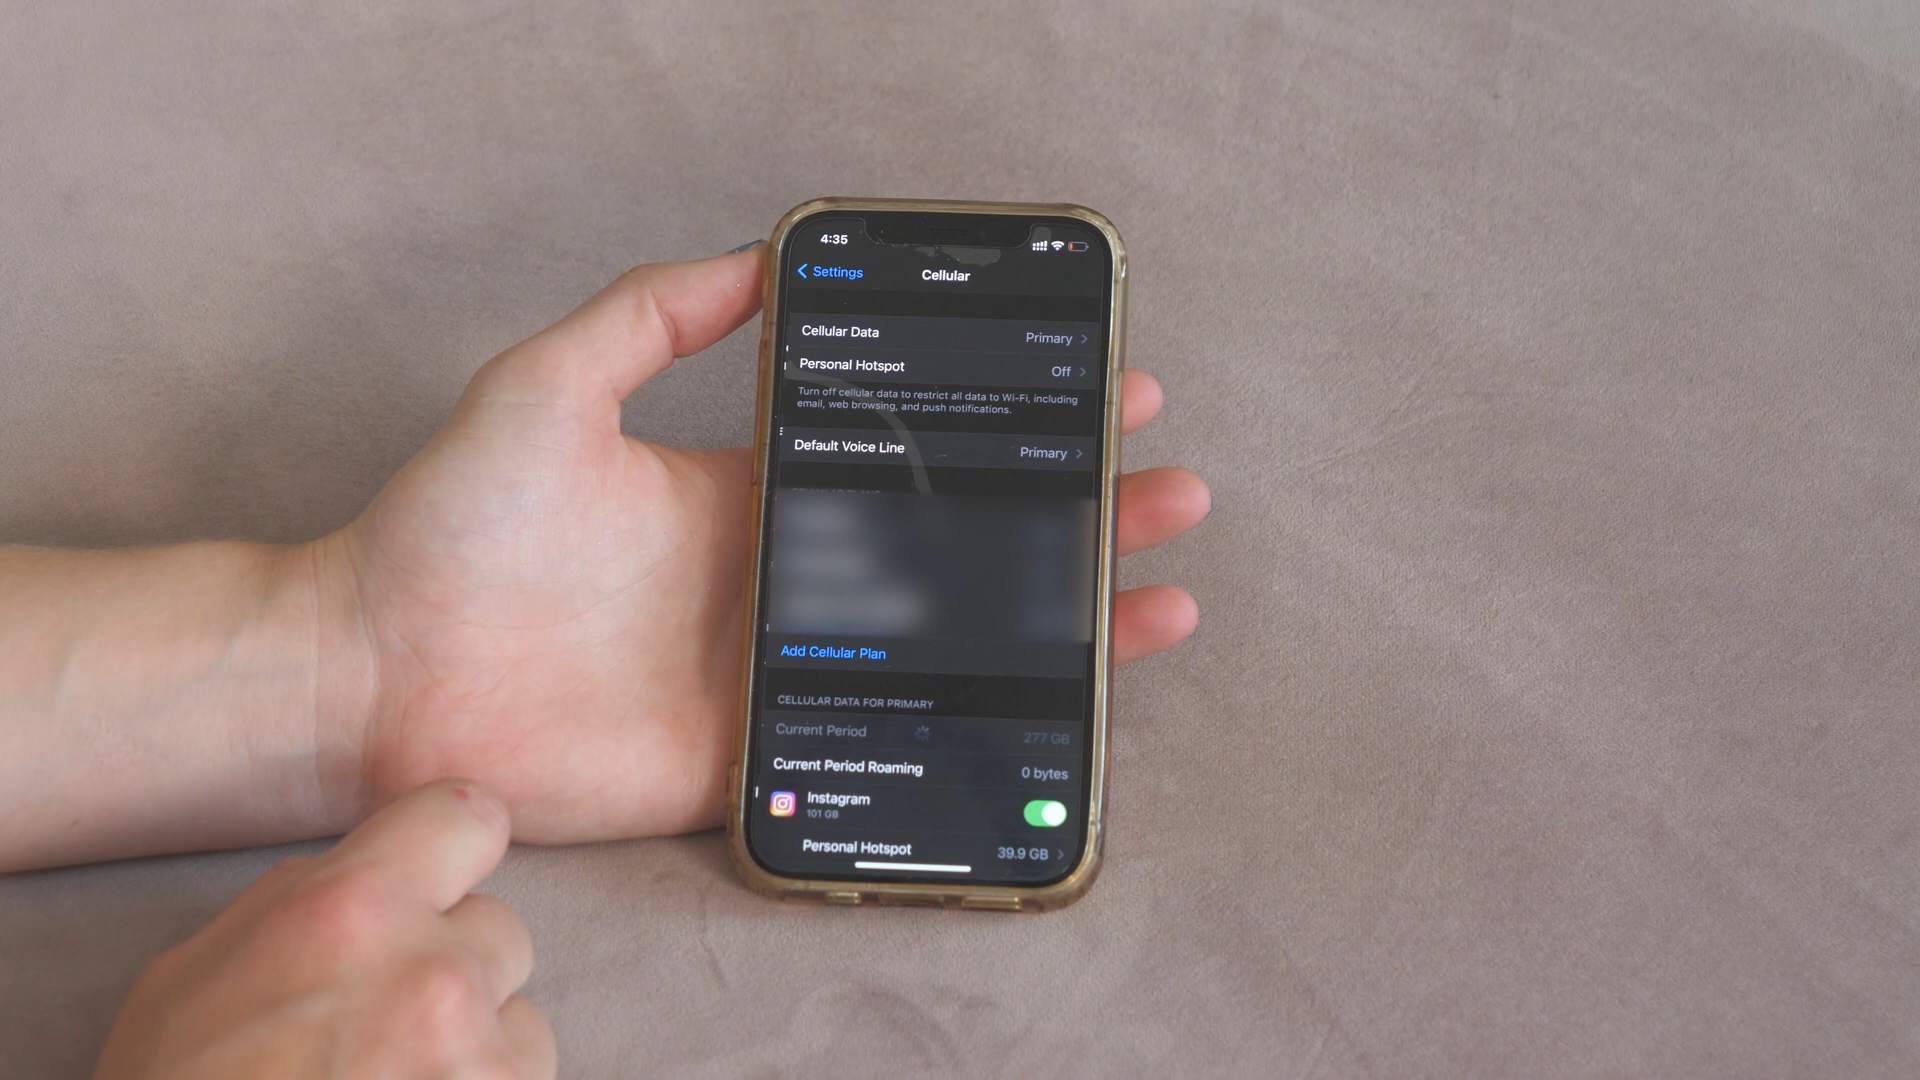 4:35
Settings
Cellular
Cellular Data Primary
Personal Hotspot Off
Turn off cellular data to restrict all data to Wi-Fi, including
email, web browsing, and push notifications.
Default Voice Line Primary
Add Cellular Plan
CELLULAR DATA FOR PRIMARY
Current Period 277 GB
Current Period Roaming 0 bytes
Instagram
101 GB
Personal Hotspot 39.9 GB